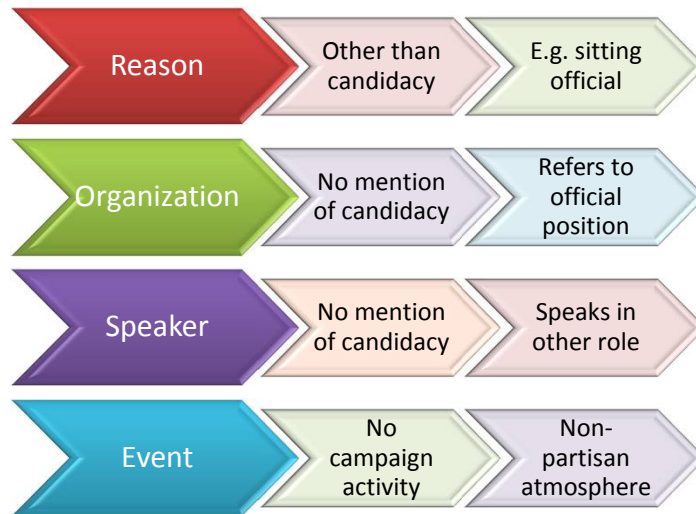 Reason
Other than
candidacy
E.g. sitting
official
Organization
No mention
of candidacy
Refers to
official
position
Speaker
No mention
of candidacy
Speaks in
other role
Event
No
campaign
activity
Non-
partisan
atmosphere